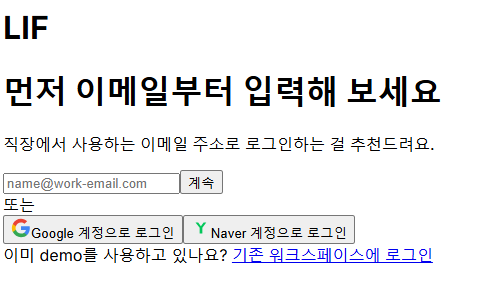 LIF
먼저 이메일부터 입력해 보세요
직장에서 사용하는 이메일 주소로 로그인하는 걸 추천드려요.
name@work-email.com 계속
또는
Google 계정으로 로그인 Naver 계정으로 로그인
이미 demo를 사용하고 있나요? 기존 워크스페이스에 로그인